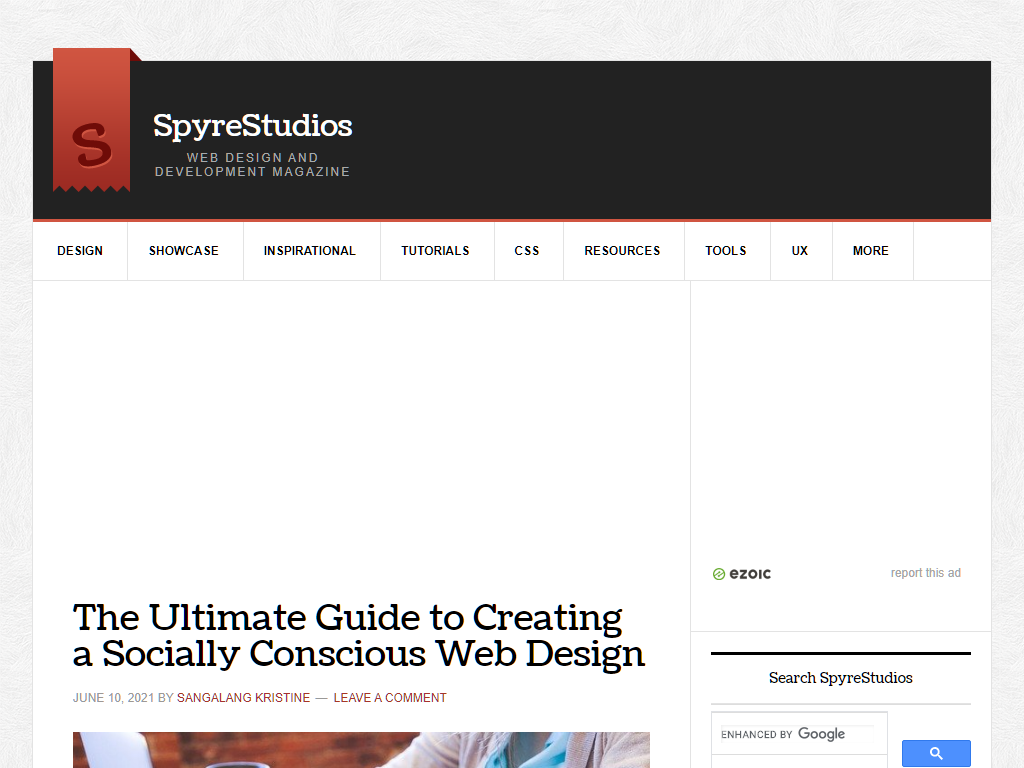 S
SpyreStudios
WEB DESIGN AND
DEVELOPMENT MAGAZINE
DESIGN SHOWCASE INSPIRATIONAL TUTORIALS CSS RESOURCES TOOLS UX MORE
ezoic report this ad
The Ultimate Guide to Creating
a Socially Conscious Web Design
JUNE 10, 2021 BY SANGALANG KRISTINE — LEAVE A COMMENT
Search SpyreStudios
ENHANCED BY Google